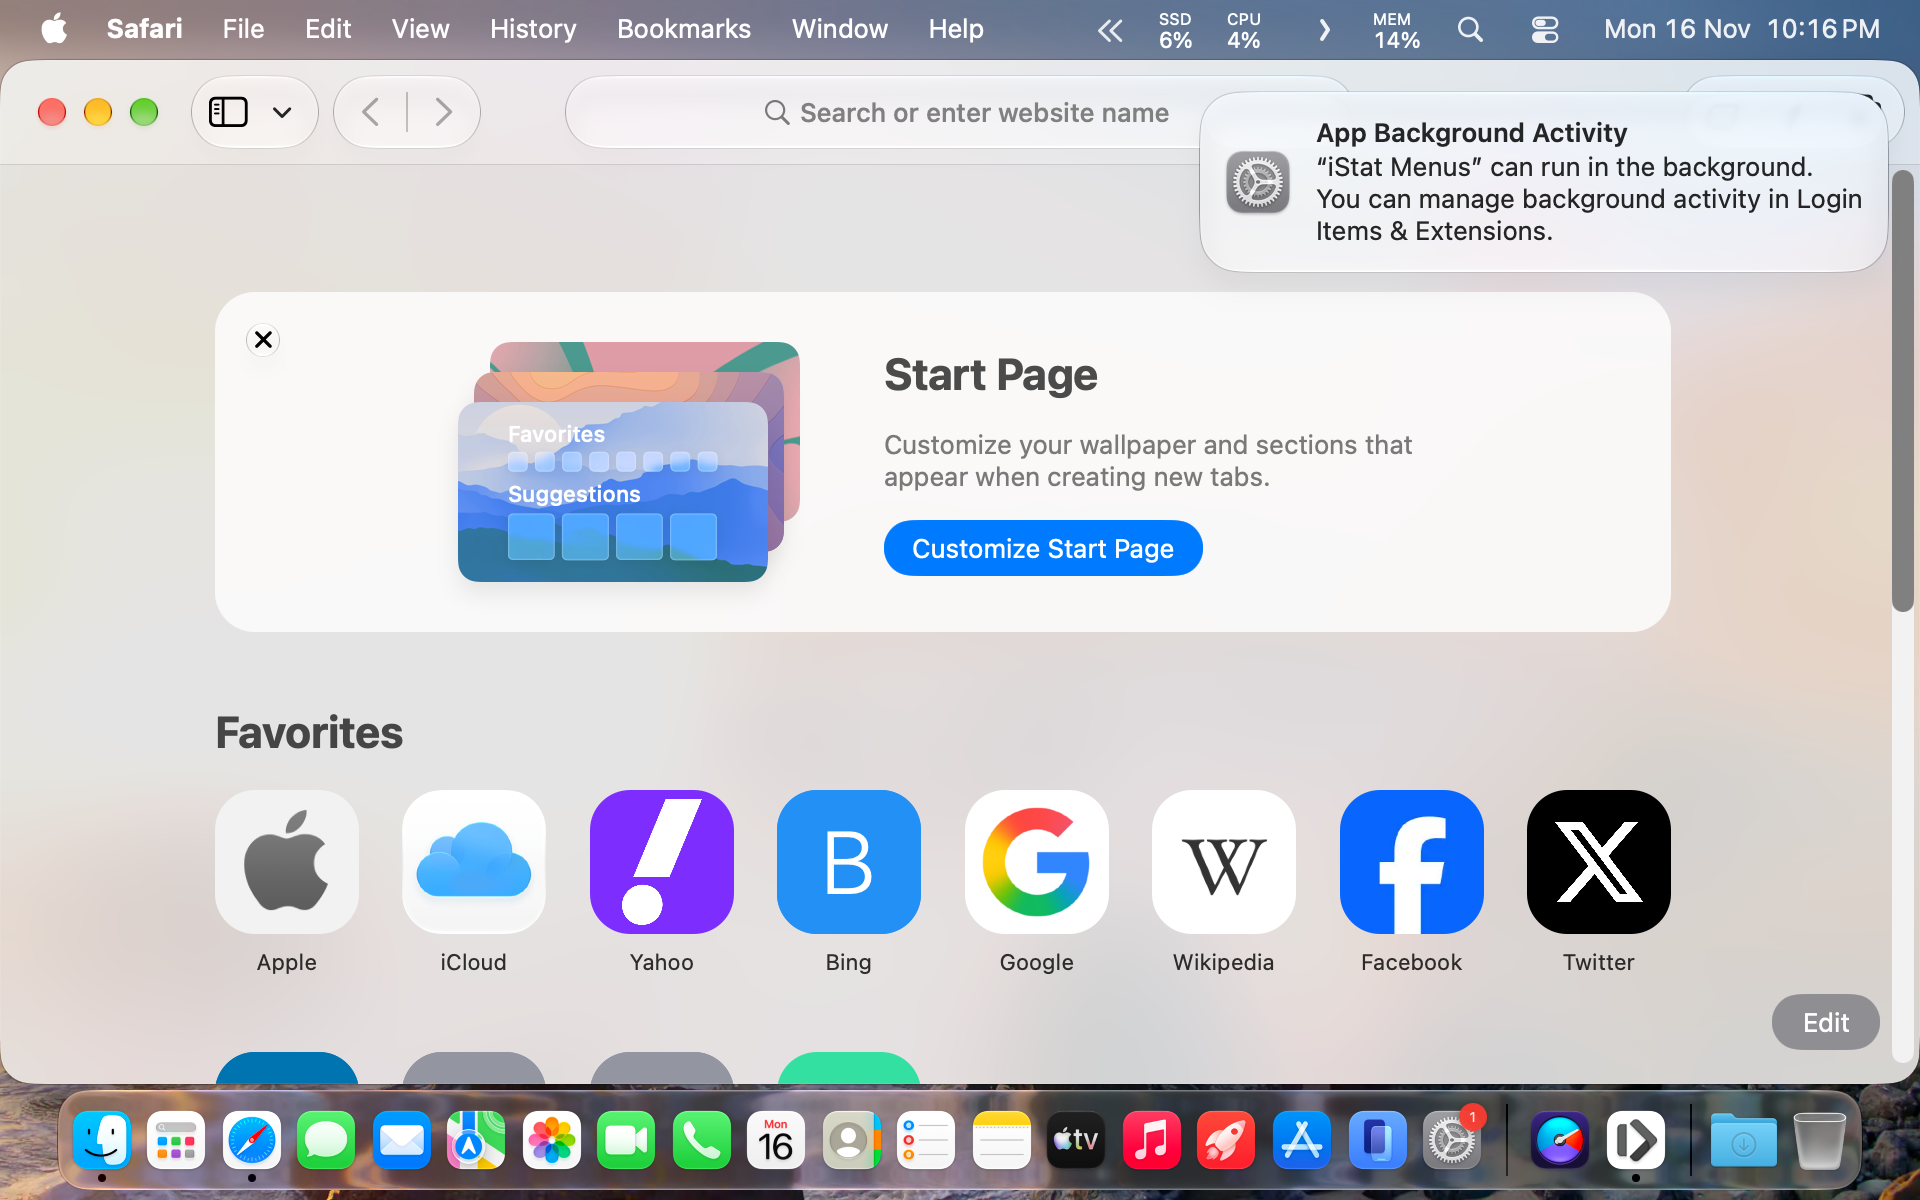 Safari File Edit View History Bookmarks Window Help
SSD 6% CPU 4% MEM 14% Mon 16 Nov 10:16 PM
Search or enter website name
App Background Activity
“iStat Menus” can run in the background.
You can manage background activity in Login
Items & Extensions.
Start Page
Customize your wallpaper and sections that
appear when creating new tabs.
Customize Start Page
Favorites
Suggestions
Favorites
B
W
Apple iCloud Yahoo Bing Google Wikipedia Facebook Twitter
Edit
Mon
16
tv
1